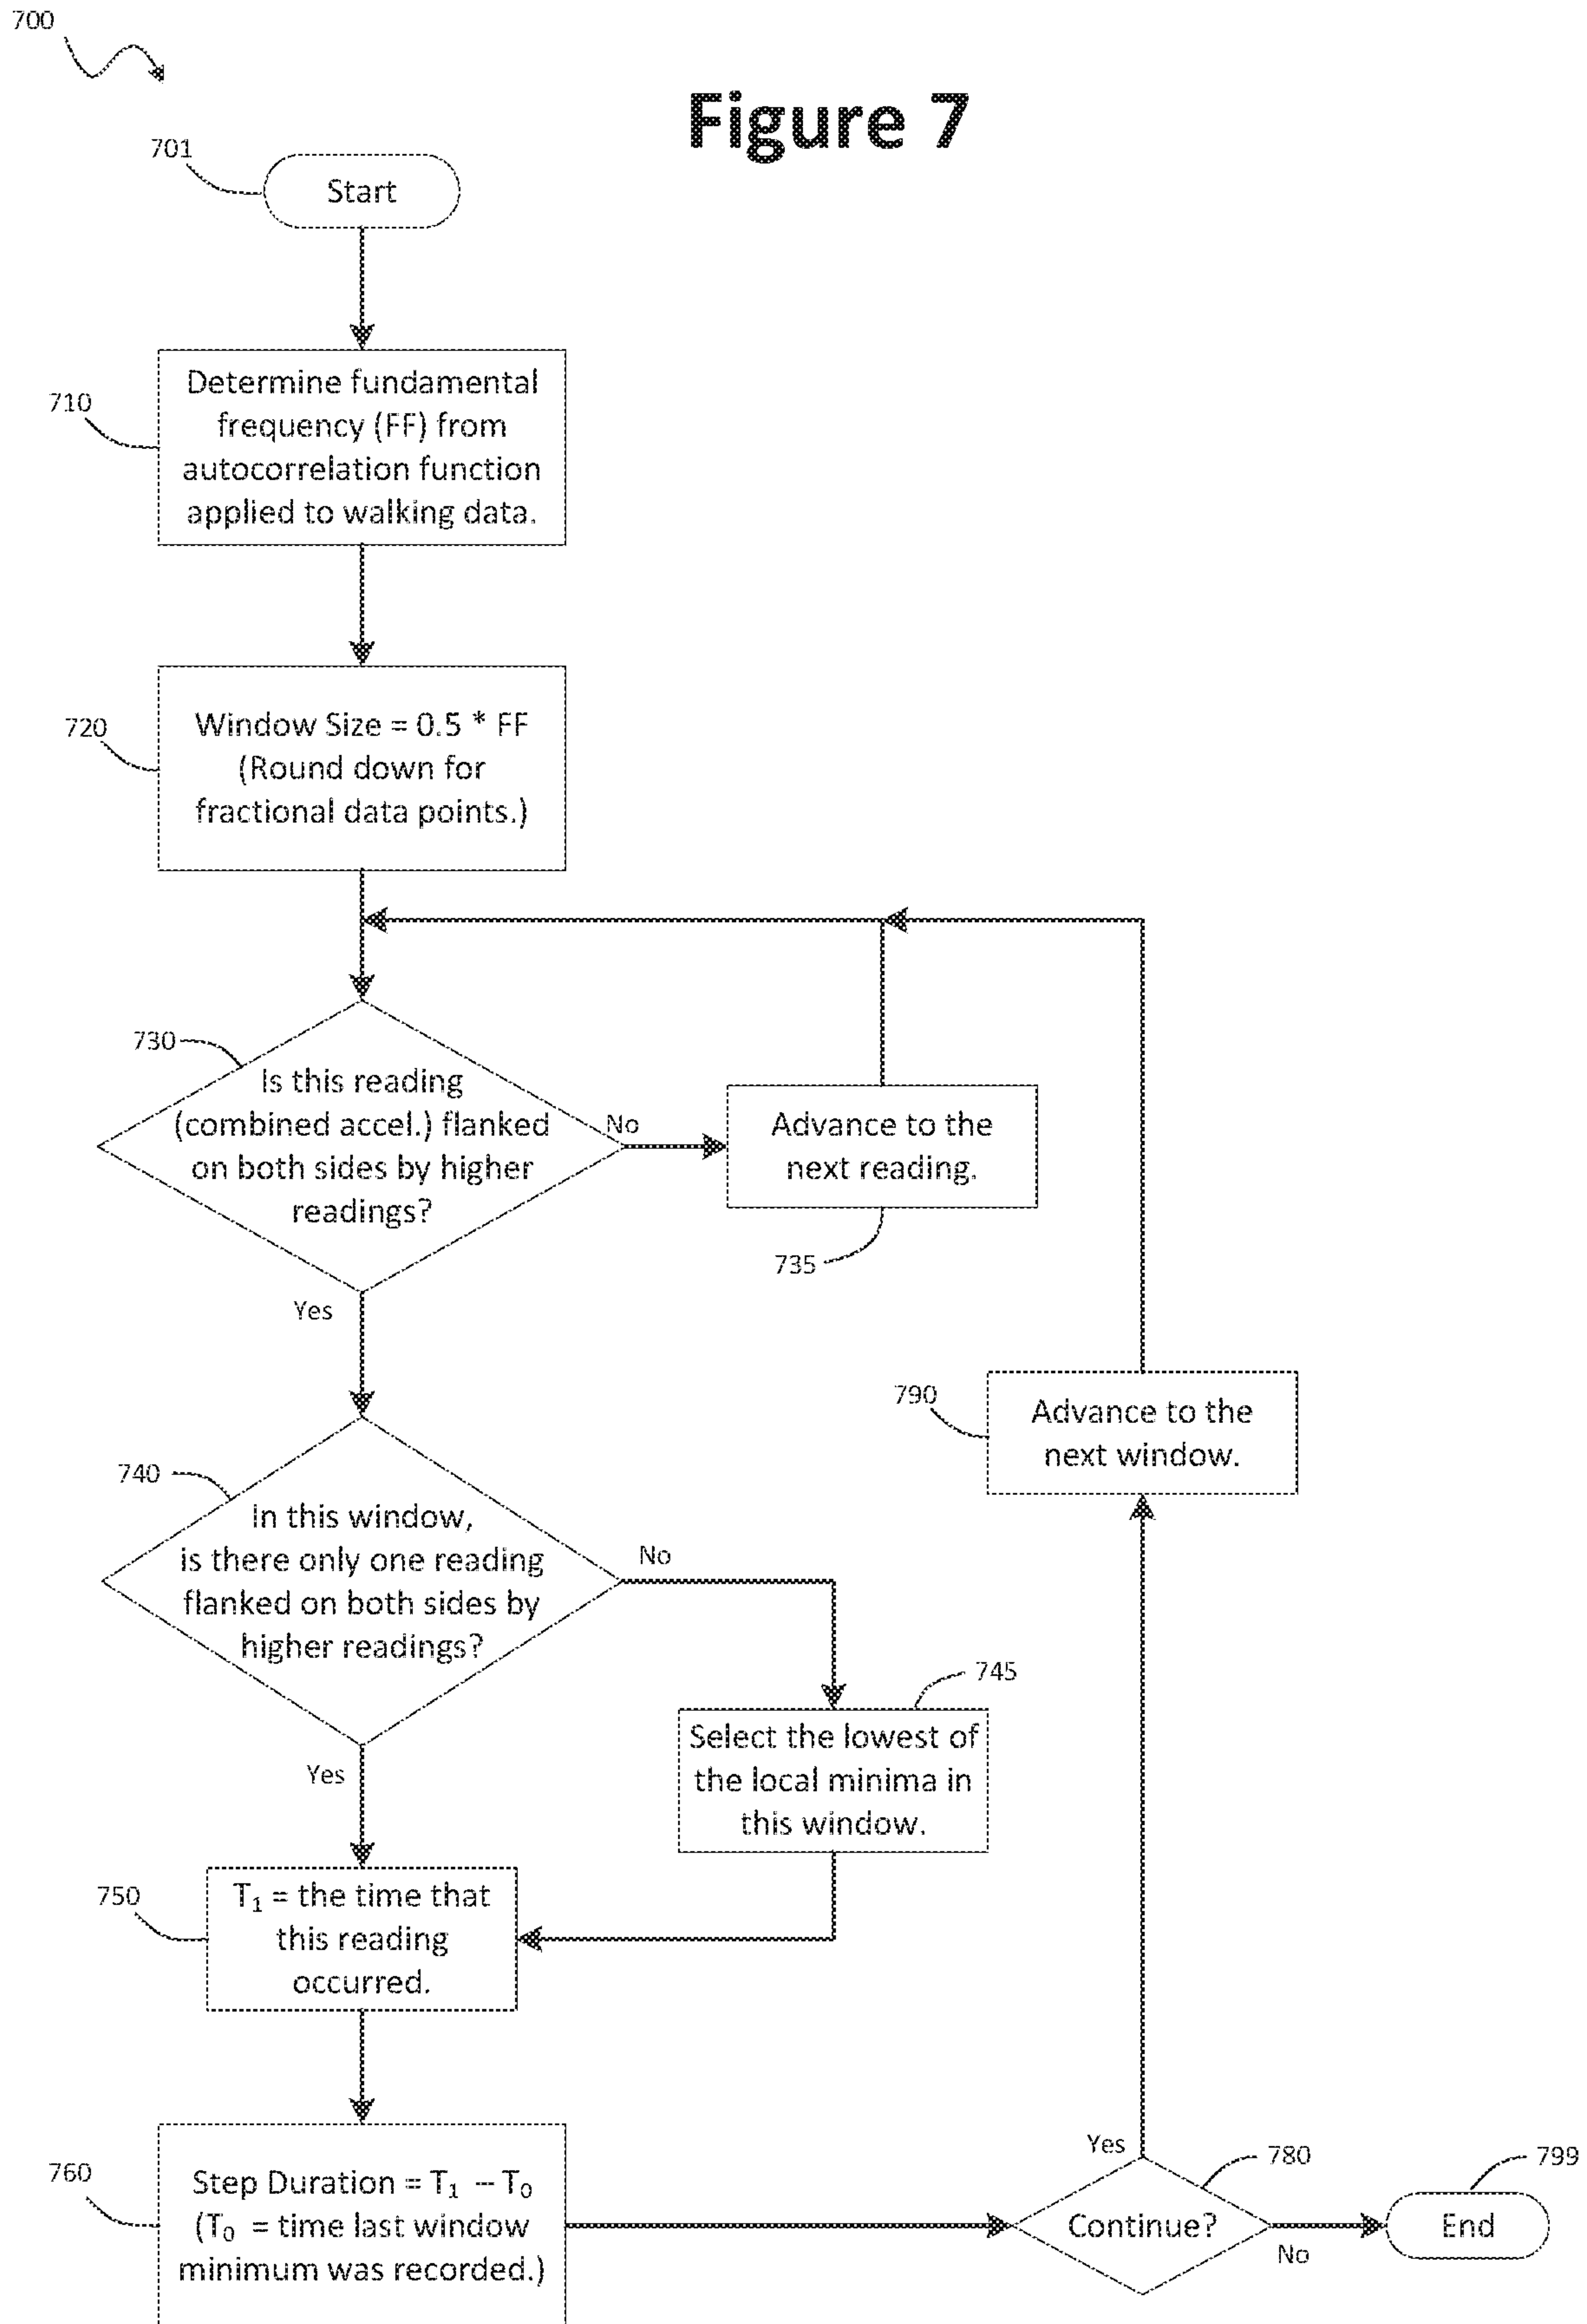 700
Figure 7
701
Start
710
Determine fundamental
frequency (FF) from
autocorrelation function
applied to walking data.
720
Window Size = 0.5 * FF
(Round down for
fractional data points.)
730
Is this reading
(combined accel.) flanked
on both sides by higher
readings?
No
Advance to the
next reading.
735
Yes
790
Advance to the
next window.
740
In this window,
is there only one reading
flanked on both sides by
higher readings?
No
745
Select the lowest of
the local minima in
this window.
Yes
750
T₁ = the time that
this reading
occurred.
760
Step Duration = T₁ – T₀
(T₀ = time last window
minimum was recorded.)
Yes
780
Continue?
No
799
End